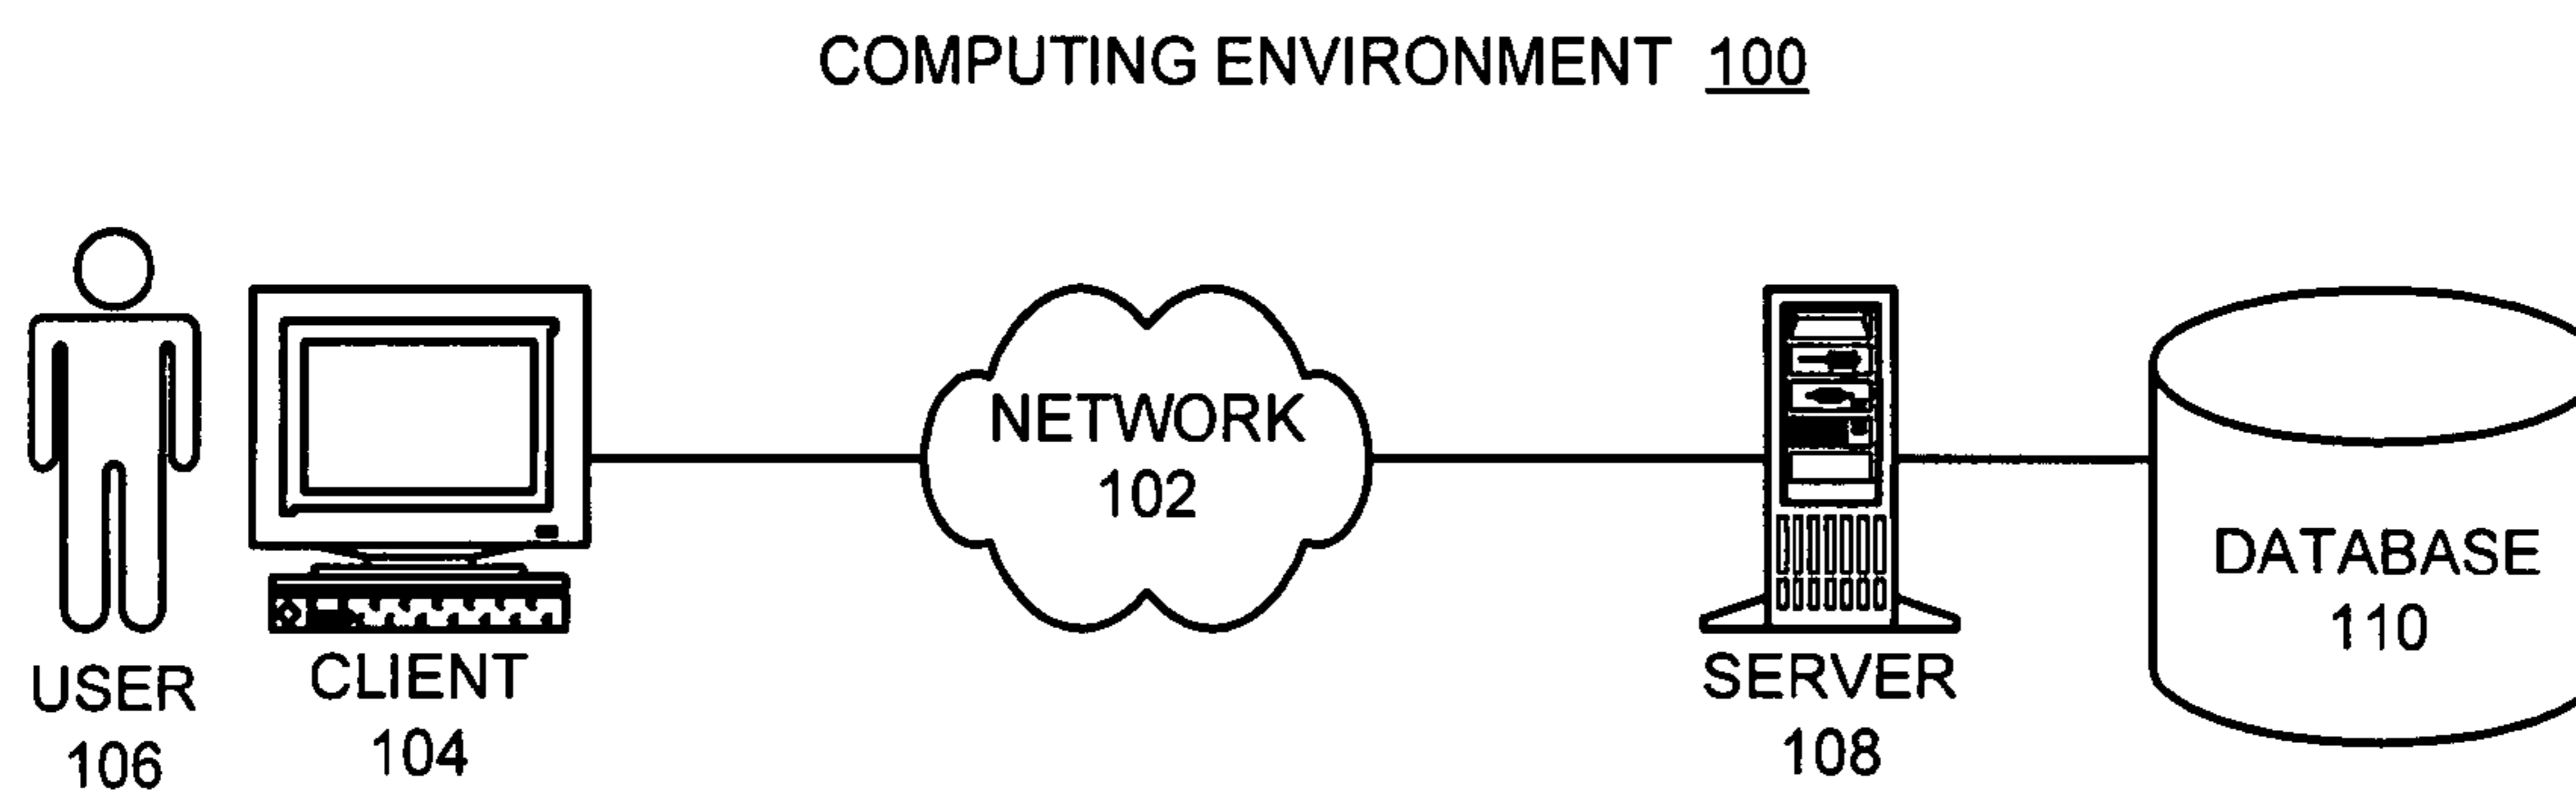 COMPUTING ENVIRONMENT 100
NETWORK
102
DATABASE
110
USER
106
CLIENT
104
SERVER
108